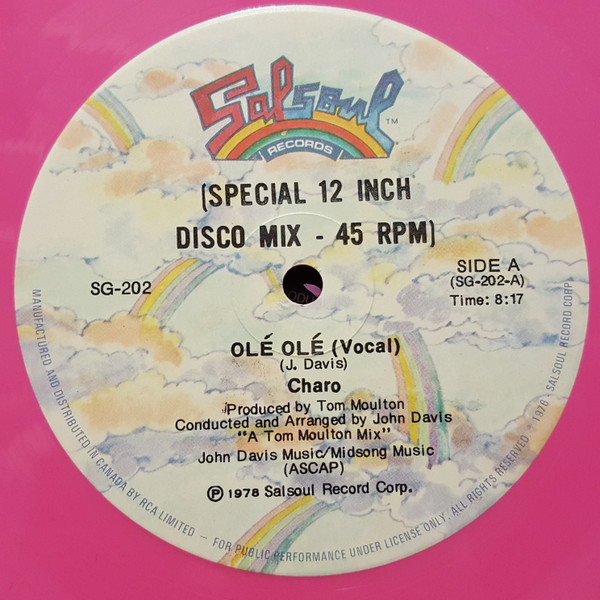 Salsoul™
RECORDS
(SPECIAL 12 INCH
DISCO MIX - 45 RPM)
SG-202
SIDE A
(SG-202-A)
Time: 8:17
OLÉ OLÉ (Vocal)
(J. Davis)
Charo
Produced by Tom Moulton
Conducted and Arranged by John Davis
"A Tom Moulton Mix"
John Davis Music/Midsong Music
(ASCAP)
Ⓟ 1978 Salsoul Record Corp.
MANUFACTURED AND DISTRIBUTED IN CANADA BY RCA LIMITED – FOR PUBLIC PERFORMANCE UNDER LICENSE ONLY. ALL RIGHTS RESERVED 1976 - SALSOUL RECORD CORP.